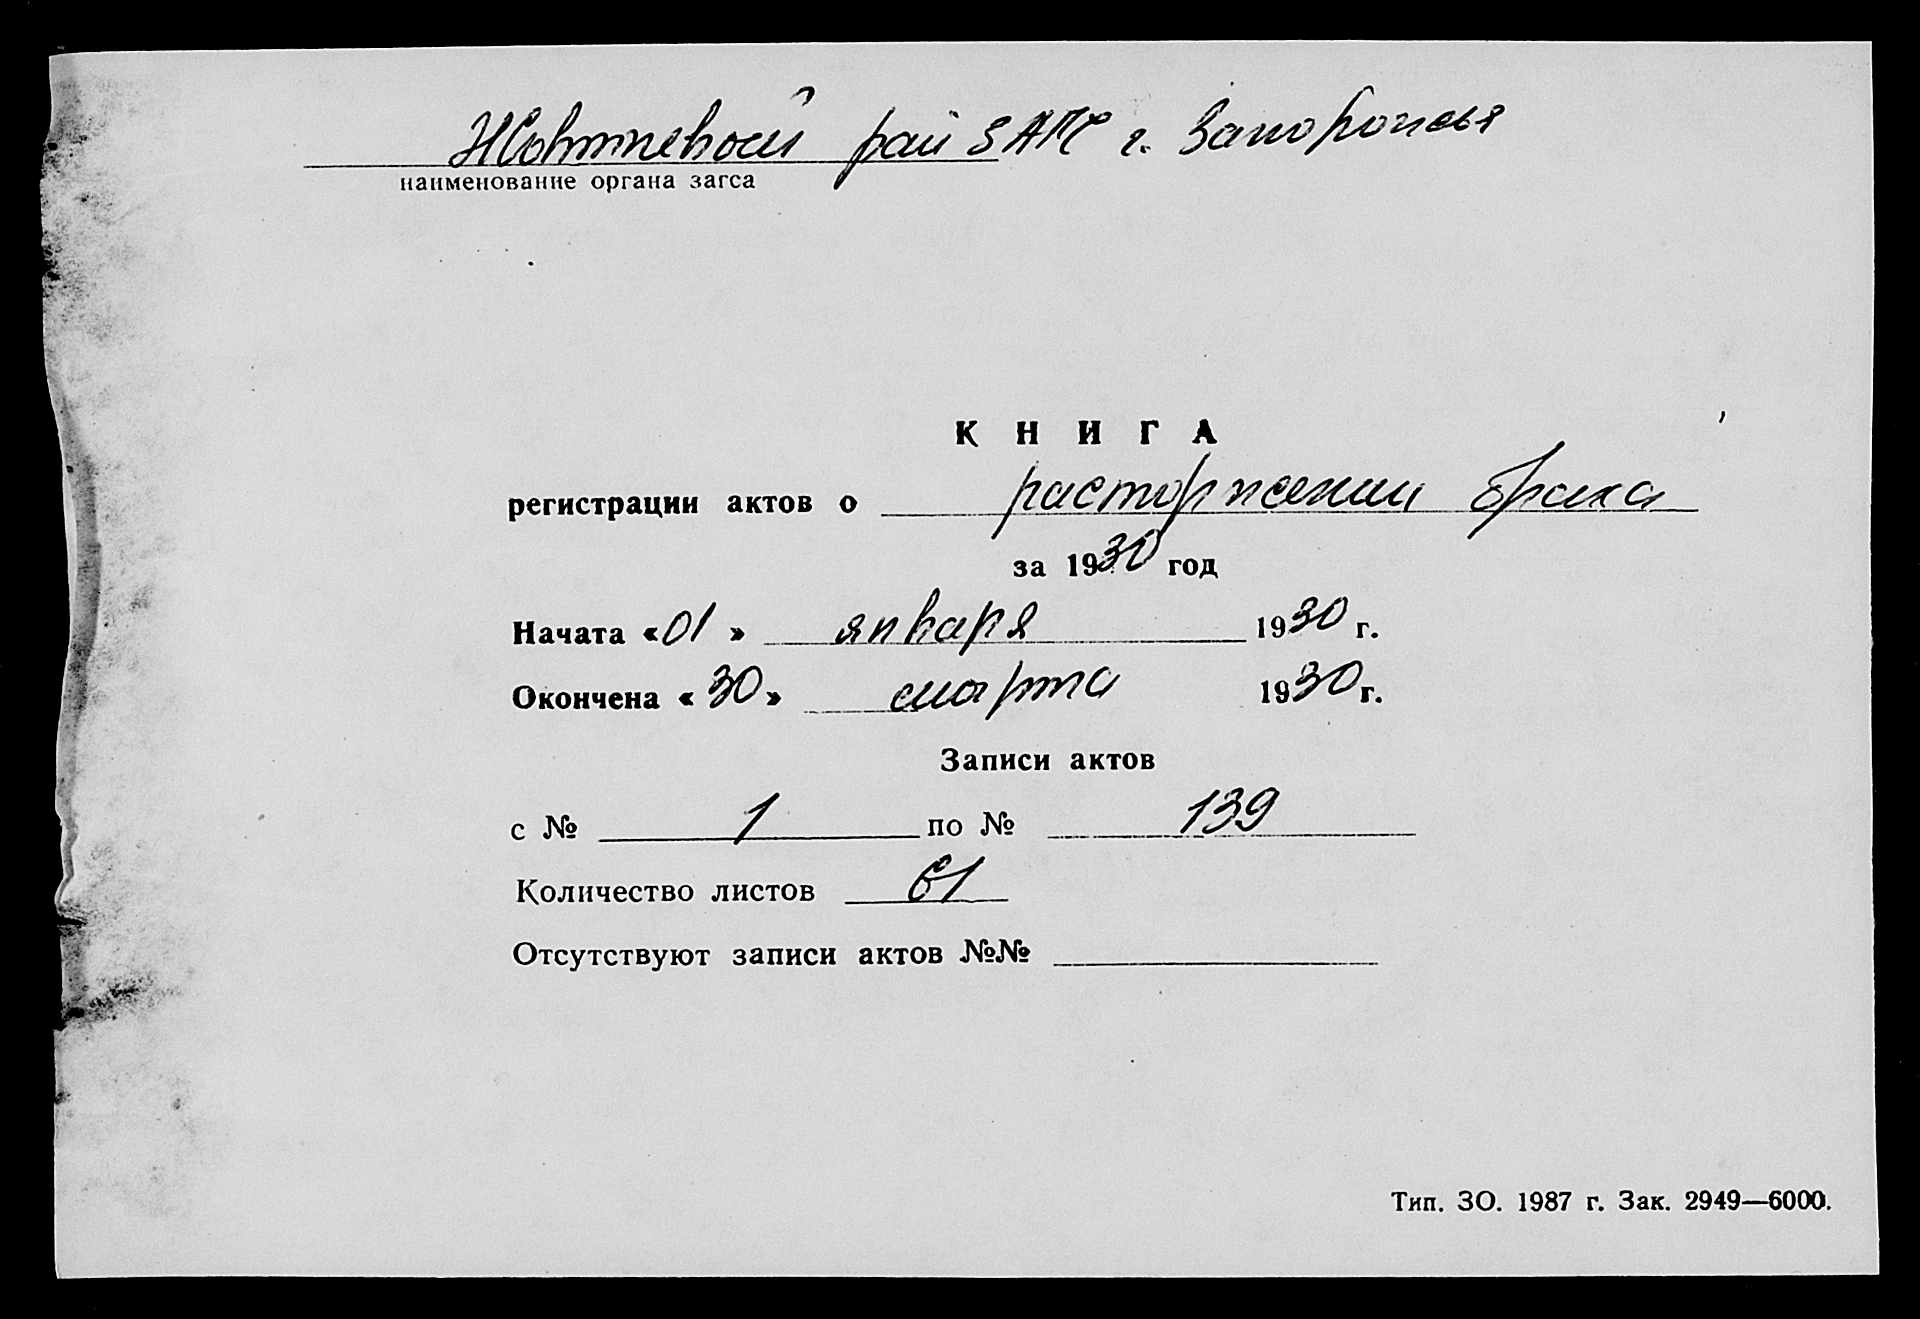 Жовтневый рай ЗАГС г. Запорожья
наименование органа загса
КНИГА
регистрации актов о расторжении брака
за 1930 год
Начата «01» января 1930 г.
Окончена «30» марта 1930 г.
Записи актов
с № 1 по № 139
Количество листов 61
Отсутствуют записи актов №№
Тип. ЗО. 1987 г. Зак. 2949—6000.